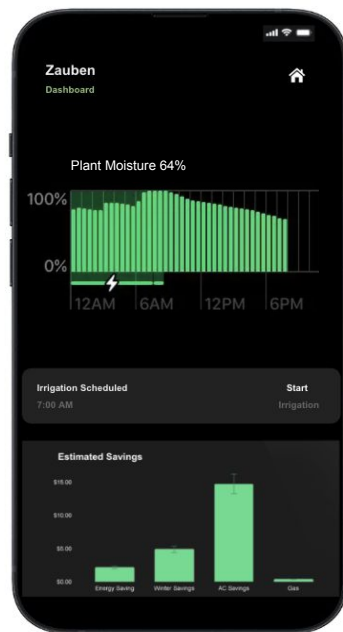 Zauben
Dashboard
Plant Moisture 64%
100%
0%
12AM 6AM 12PM 6PM
Irrigation Scheduled Start
7:00 AM Irrigation
Estimated Savings
$15.00
$10.00
$5.00
$0.00
Energy Saving Winter Savings AC Savings Gas